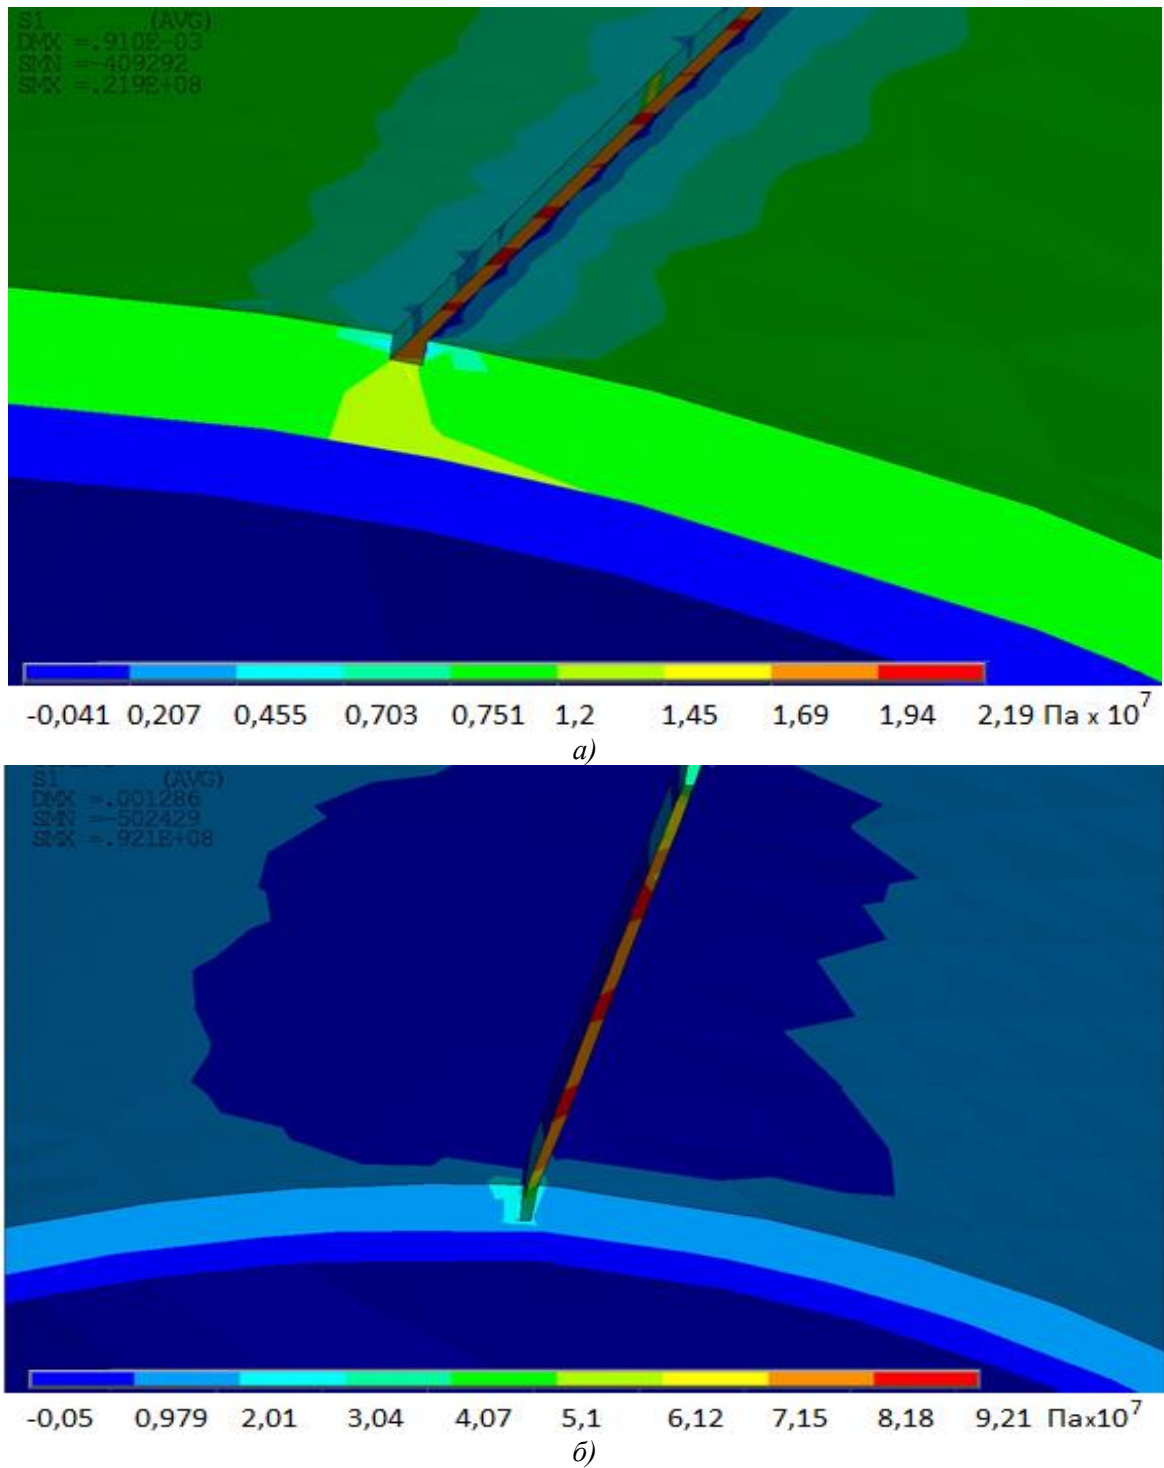 S1 (AVG)
DMX =.910E-03
SMN =-409292
SMX =.219E+08
-0,041 0,207 0,455 0,703 0,751 1,2 1,45 1,69 1,94 2,19 Па x 10⁷
а)
S1 (AVG)
DMX =.001286
SMN =-502429
SMX =.921E+08
-0,05 0,979 2,01 3,04 4,07 5,1 6,12 7,15 8,18 9,21 Паx10⁷
б)